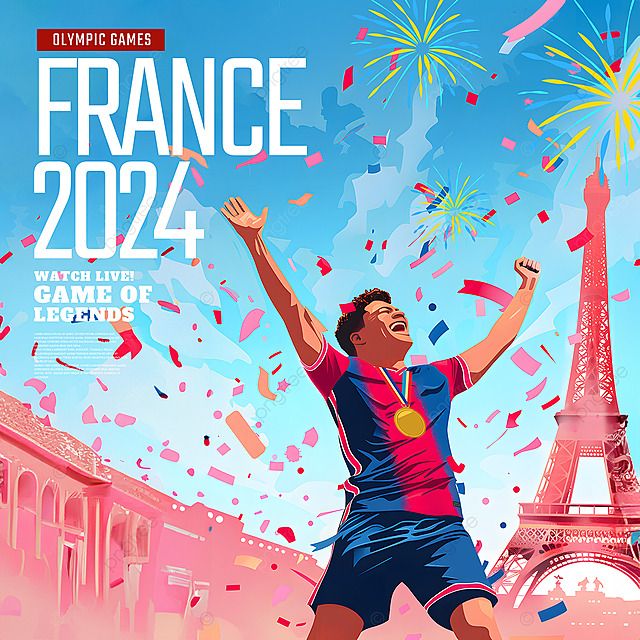 OLYMPIC GAMES
FRANCE
2024
WATCH LIVE!
GAME OF
LEGENDS